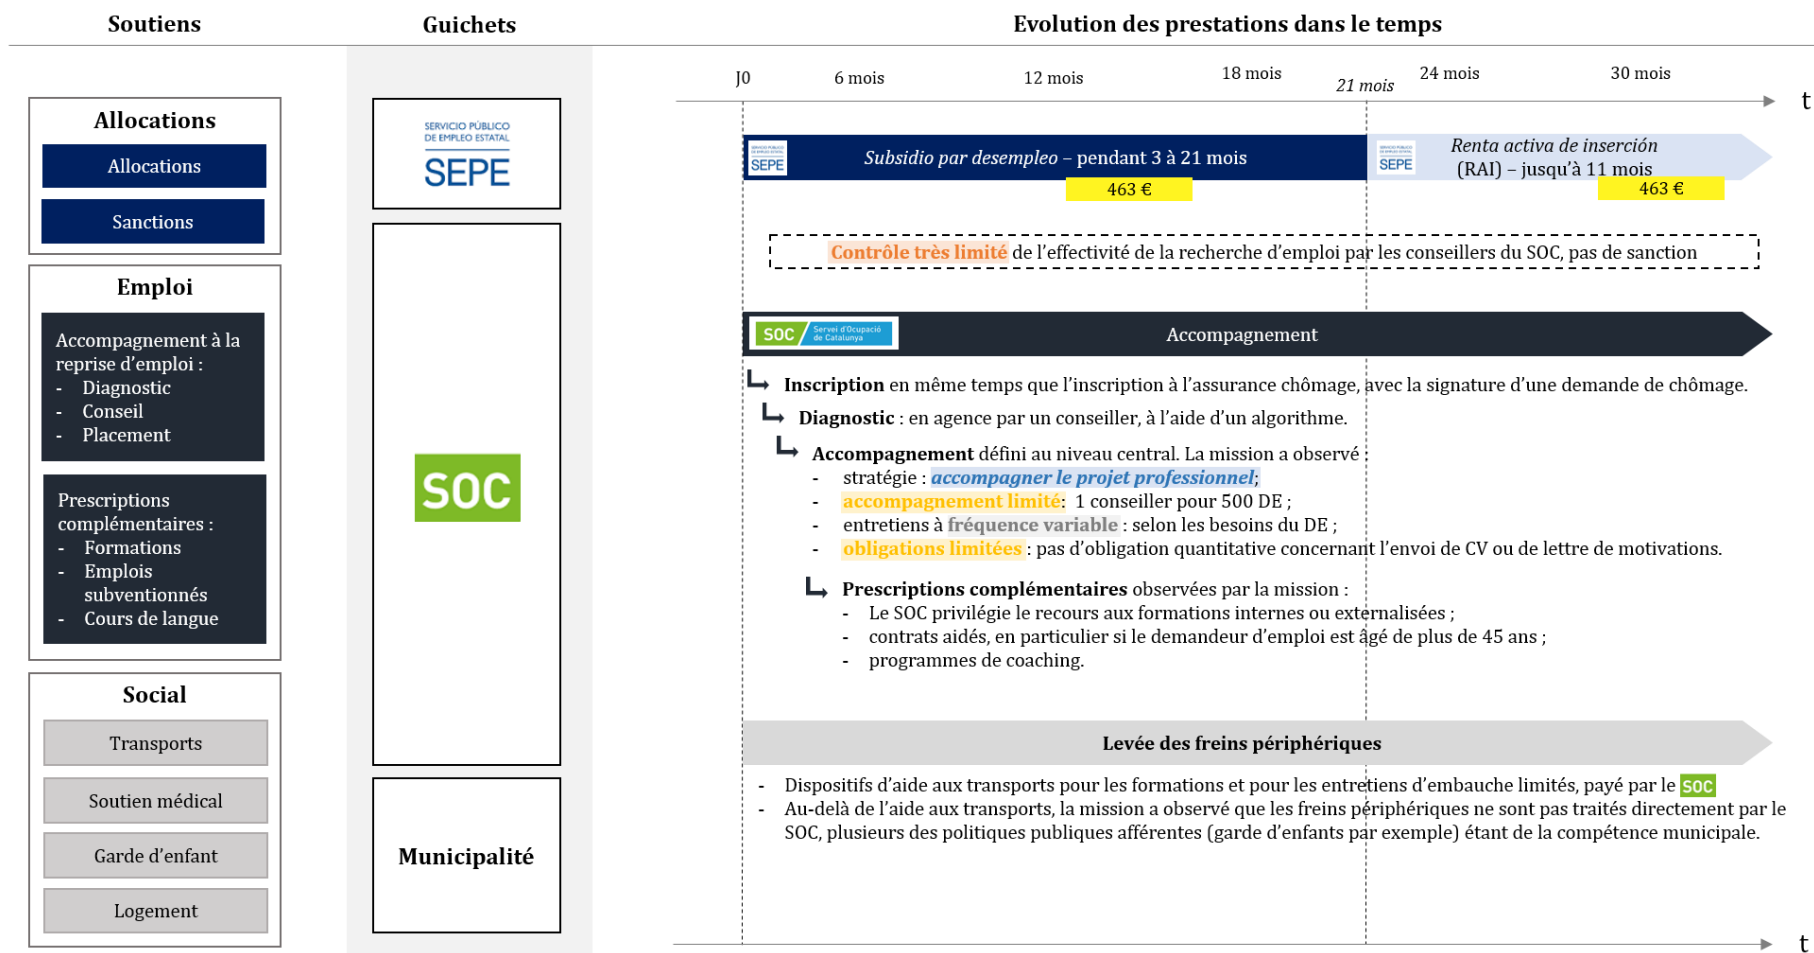 Soutiens
Guichets
Evolution des prestations dans le temps
J0
6 mois
12 mois
18 mois
21 mois
24 mois
30 mois
t
Allocations
Allocations
Sanctions
Emploi
Accompagnement à la
reprise d’emploi :
- Diagnostic
- Conseil
- Placement
Prescriptions
complémentaires :
- Formations
- Emplois
subventionnés
- Cours de langue
Social
Transports
Soutien médical
Garde d’enfant
Logement
SERVICIO PÚBLICO
DE EMPLEO ESTATAL
SEPE
SOC
Municipalité
SERVICIO PÚBLICO
DE EMPLEO ESTATAL
SEPE
Subsidio par desempleo – pendant 3 à 21 mois
463 €
SERVICIO PÚBLICO
DE EMPLEO ESTATAL
SEPE
Renta activa de inserción
(RAI) – jusqu’à 11 mois
463 €
Contrôle très limité de l’effectivité de la recherche d’emploi par les conseillers du SOC, pas de sanction
SOC Servei d'Ocupació
de Catalunya
Accompagnement
Inscription en même temps que l’inscription à l’assurance chômage, avec la signature d’une demande de chômage.
Diagnostic : en agence par un conseiller, à l’aide d’un algorithme.
Accompagnement défini au niveau central. La mission a observé :
- stratégie : accompagner le projet professionnel;
- accompagnement limité: 1 conseiller pour 500 DE ;
- entretiens à fréquence variable : selon les besoins du DE ;
- obligations limitées : pas d’obligation quantitative concernant l’envoi de CV ou de lettre de motivations.
Prescriptions complémentaires observées par la mission :
- Le SOC privilégie le recours aux formations internes ou externalisées ;
- contrats aidés, en particulier si le demandeur d’emploi est âgé de plus de 45 ans ;
- programmes de coaching.
Levée des freins périphériques
- Dispositifs d’aide aux transports pour les formations et pour les entretiens d’embauche limités, payé par le SOC
- Au-delà de l’aide aux transports, la mission a observé que les freins périphériques ne sont pas traités directement par le
SOC, plusieurs des politiques publiques afférentes (garde d’enfants par exemple) étant de la compétence municipale.
t